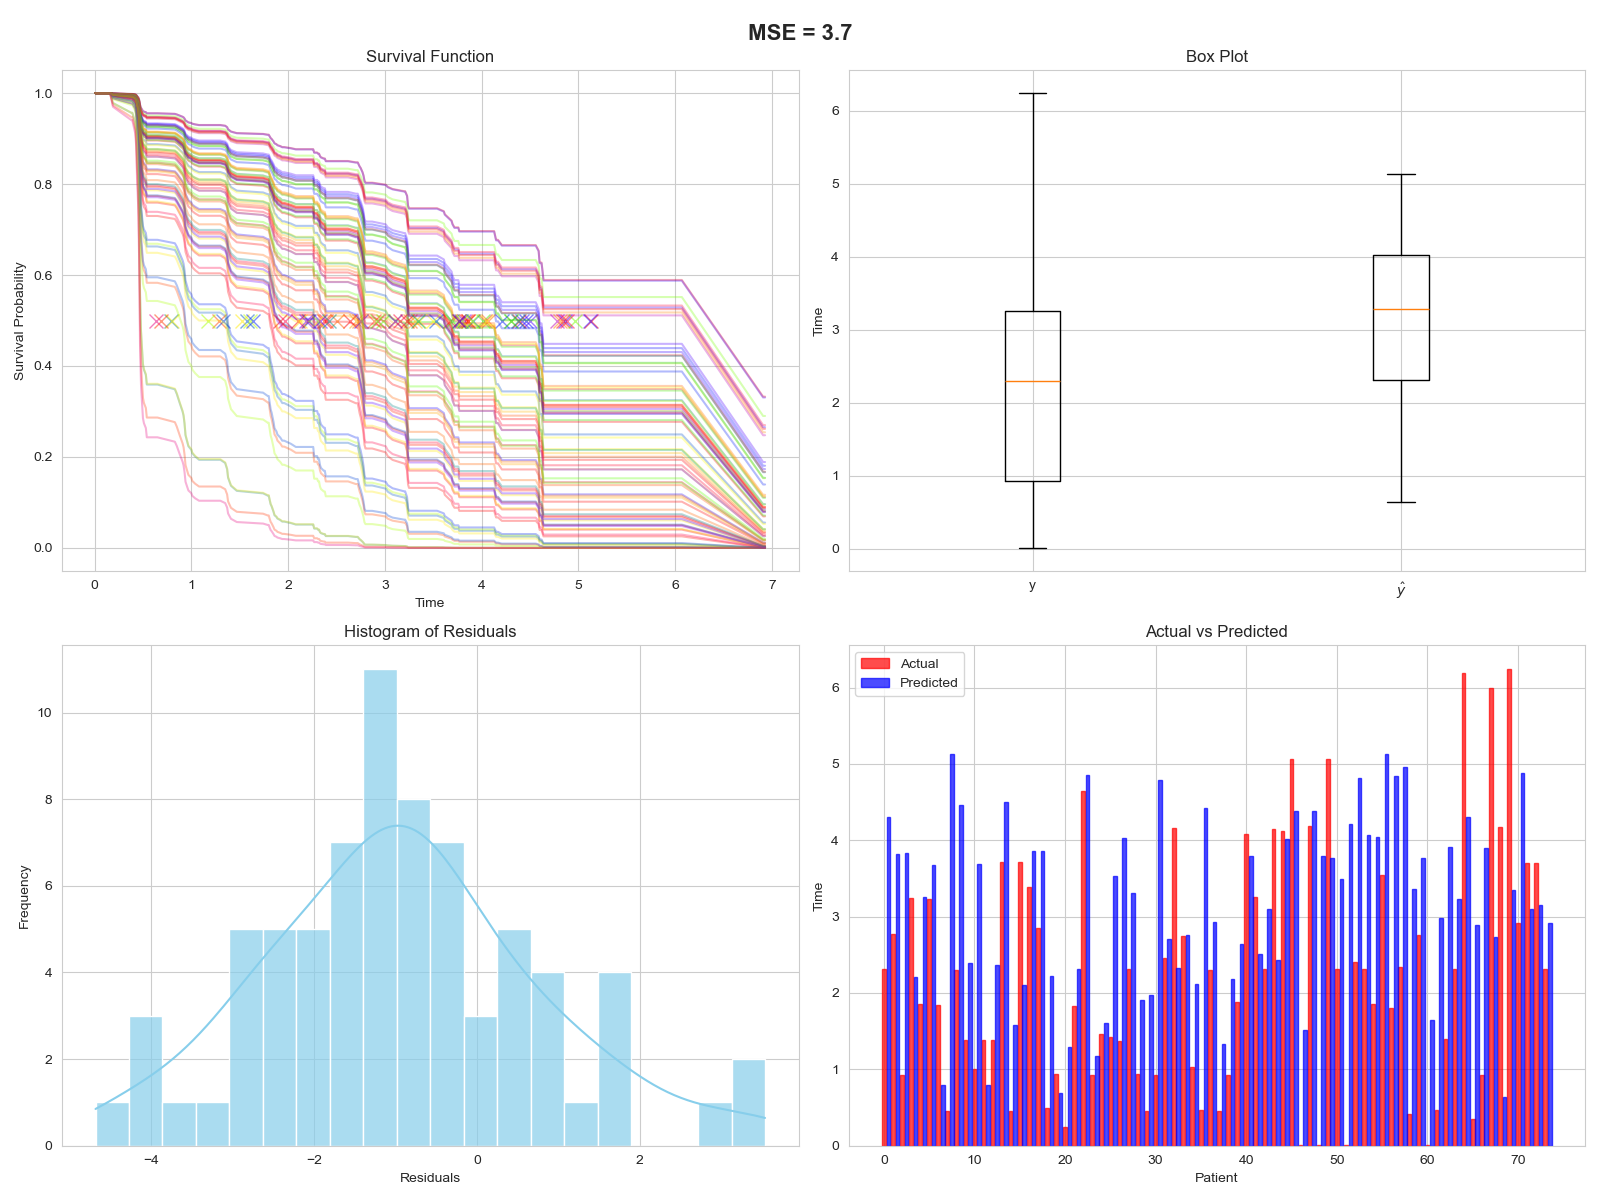 MSE = 3.7
Survival Function
Survival Probability
1.0
0.8
0.6
0.4
0.2
0.0
0 1 2 3 4 5 6 7
Time
Box Plot
Time
6
5
4
3
2
1
0
y ŷ
Histogram of Residuals
Frequency
10
8
6
4
2
0
−4 −2 0 2
Residuals
Actual vs Predicted
Actual
Predicted
Time
6
5
4
3
2
1
0
0 10 20 30 40 50 60 70
Patient